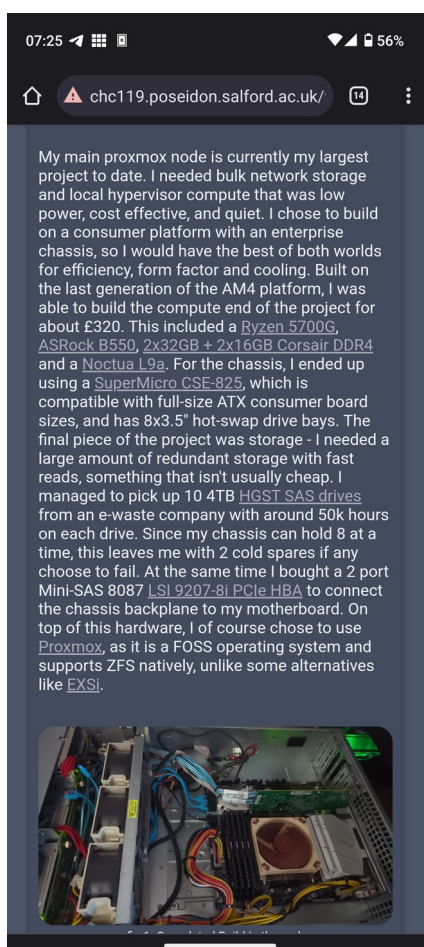 07:25
56%
chc119.poseidon.salford.ac.uk/
14
My main proxmox node is currently my largest
project to date. I needed bulk network storage
and local hypervisor compute that was low
power, cost effective, and quiet. I chose to build
on a consumer platform with an enterprise
chassis, so I would have the best of both worlds
for efficiency, form factor and cooling. Built on
the last generation of the AM4 platform, I was
able to build the compute end of the project for
about £320. This included a Ryzen 5700G,
ASRock B550, 2x32GB + 2x16GB Corsair DDR4
and a Noctua L9a. For the chassis, I ended up
using a SuperMicro CSE-825, which is
compatible with full-size ATX consumer board
sizes, and has 8x3.5" hot-swap drive bays. The
final piece of the project was storage - I needed a
large amount of redundant storage with fast
reads, something that isn't usually cheap. I
managed to pick up 10 4TB HGST SAS drives
from an e-waste company with around 50k hours
on each drive. Since my chassis can hold 8 at a
time, this leaves me with 2 cold spares if any
choose to fail. At the same time I bought a 2 port
Mini-SAS 8087 LSI 9207-8i PCIe HBA to connect
the chassis backplane to my motherboard. On
top of this hardware, I of course chose to use
Proxmox, as it is a FOSS operating system and
supports ZFS natively, unlike some alternatives
like EXSi.